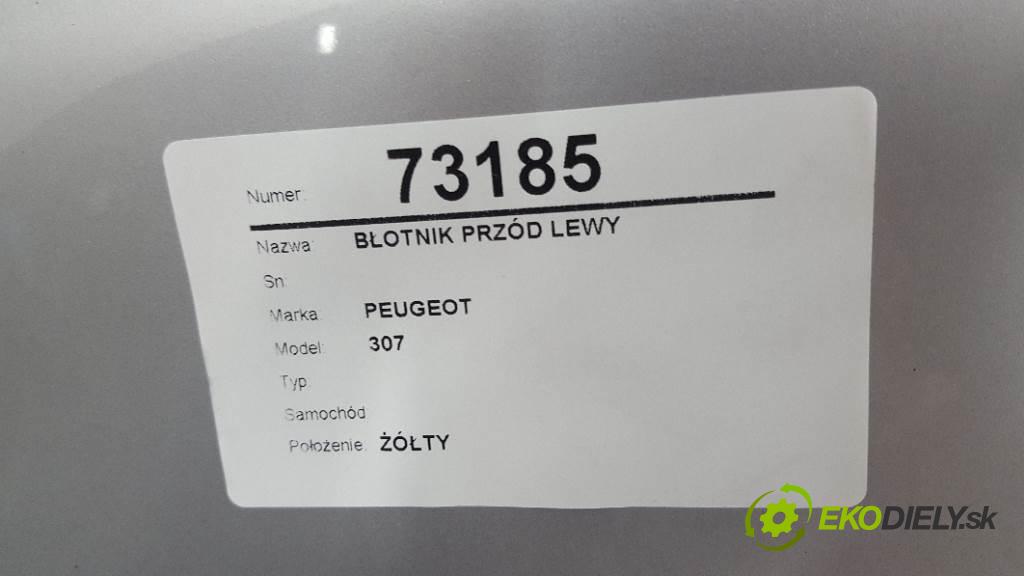 Numer: 73185
Nazwa: BŁOTNIK PRZÓD LEWY
Sn:
Marka: PEUGEOT
Model: 307
Typ:
Samochód
Położenie: ŻÓŁTY
EKODIELY.sk